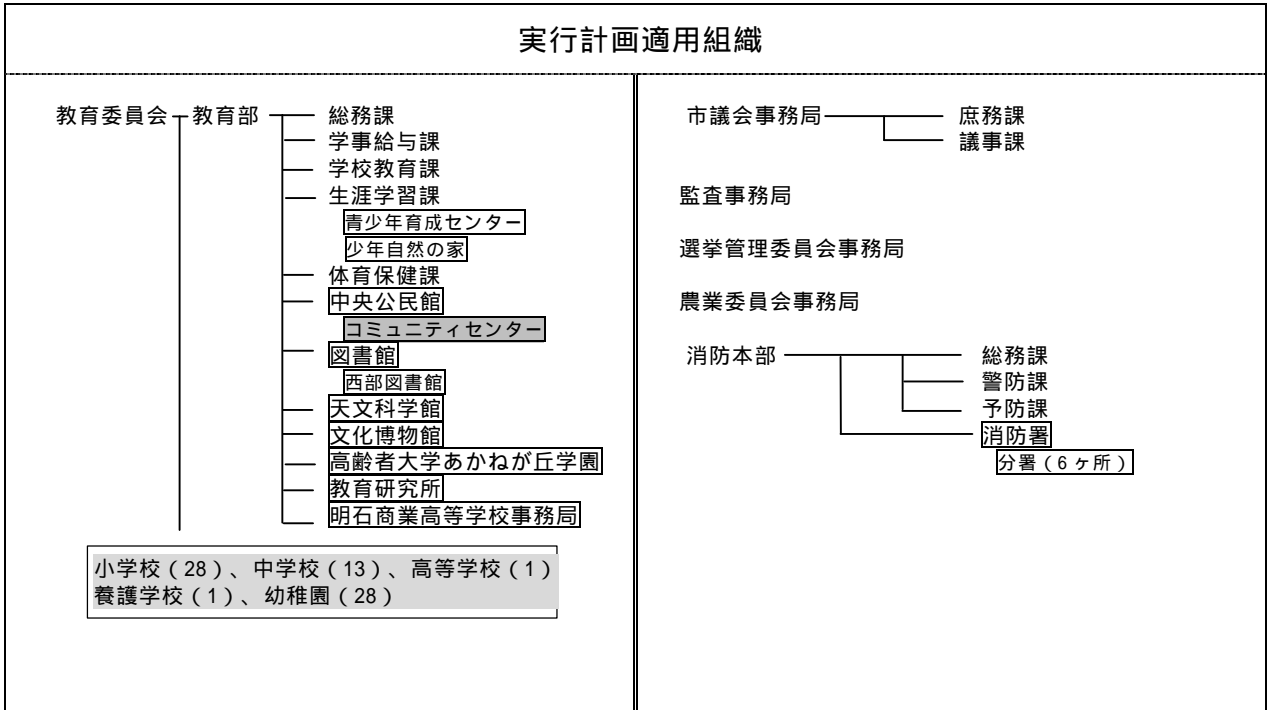 実行計画適用組織
教育委員会
教育部
総務課
学事給与課
学校教育課
生涯学習課
青少年育成センター
少年自然の家
体育保健課
中央公民館
コミュニティセンター
図書館
西部図書館
天文科学館
文化博物館
高齢者大学あかねが丘学園
教育研究所
明石商業高等学校事務局
小学校(28)、中学校(13)、高等学校(1)
養護学校(1)、幼稚園(28)
市議会事務局
庶務課
議事課
監査事務局
選挙管理委員会事務局
農業委員会事務局
消防本部
総務課
警防課
予防課
消防署
分署(6ヶ所)